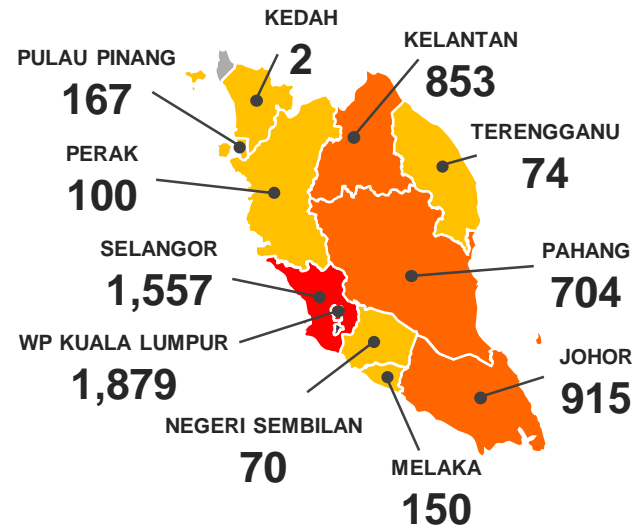 KEDAH
2
KELANTAN
853
PULAU PINANG
167
TERENGGANU
74
PERAK
100
SELANGOR
1,557
PAHANG
704
WP KUALA LUMPUR
1,879
JOHOR
915
NEGERI SEMBILAN
70
MELAKA
150